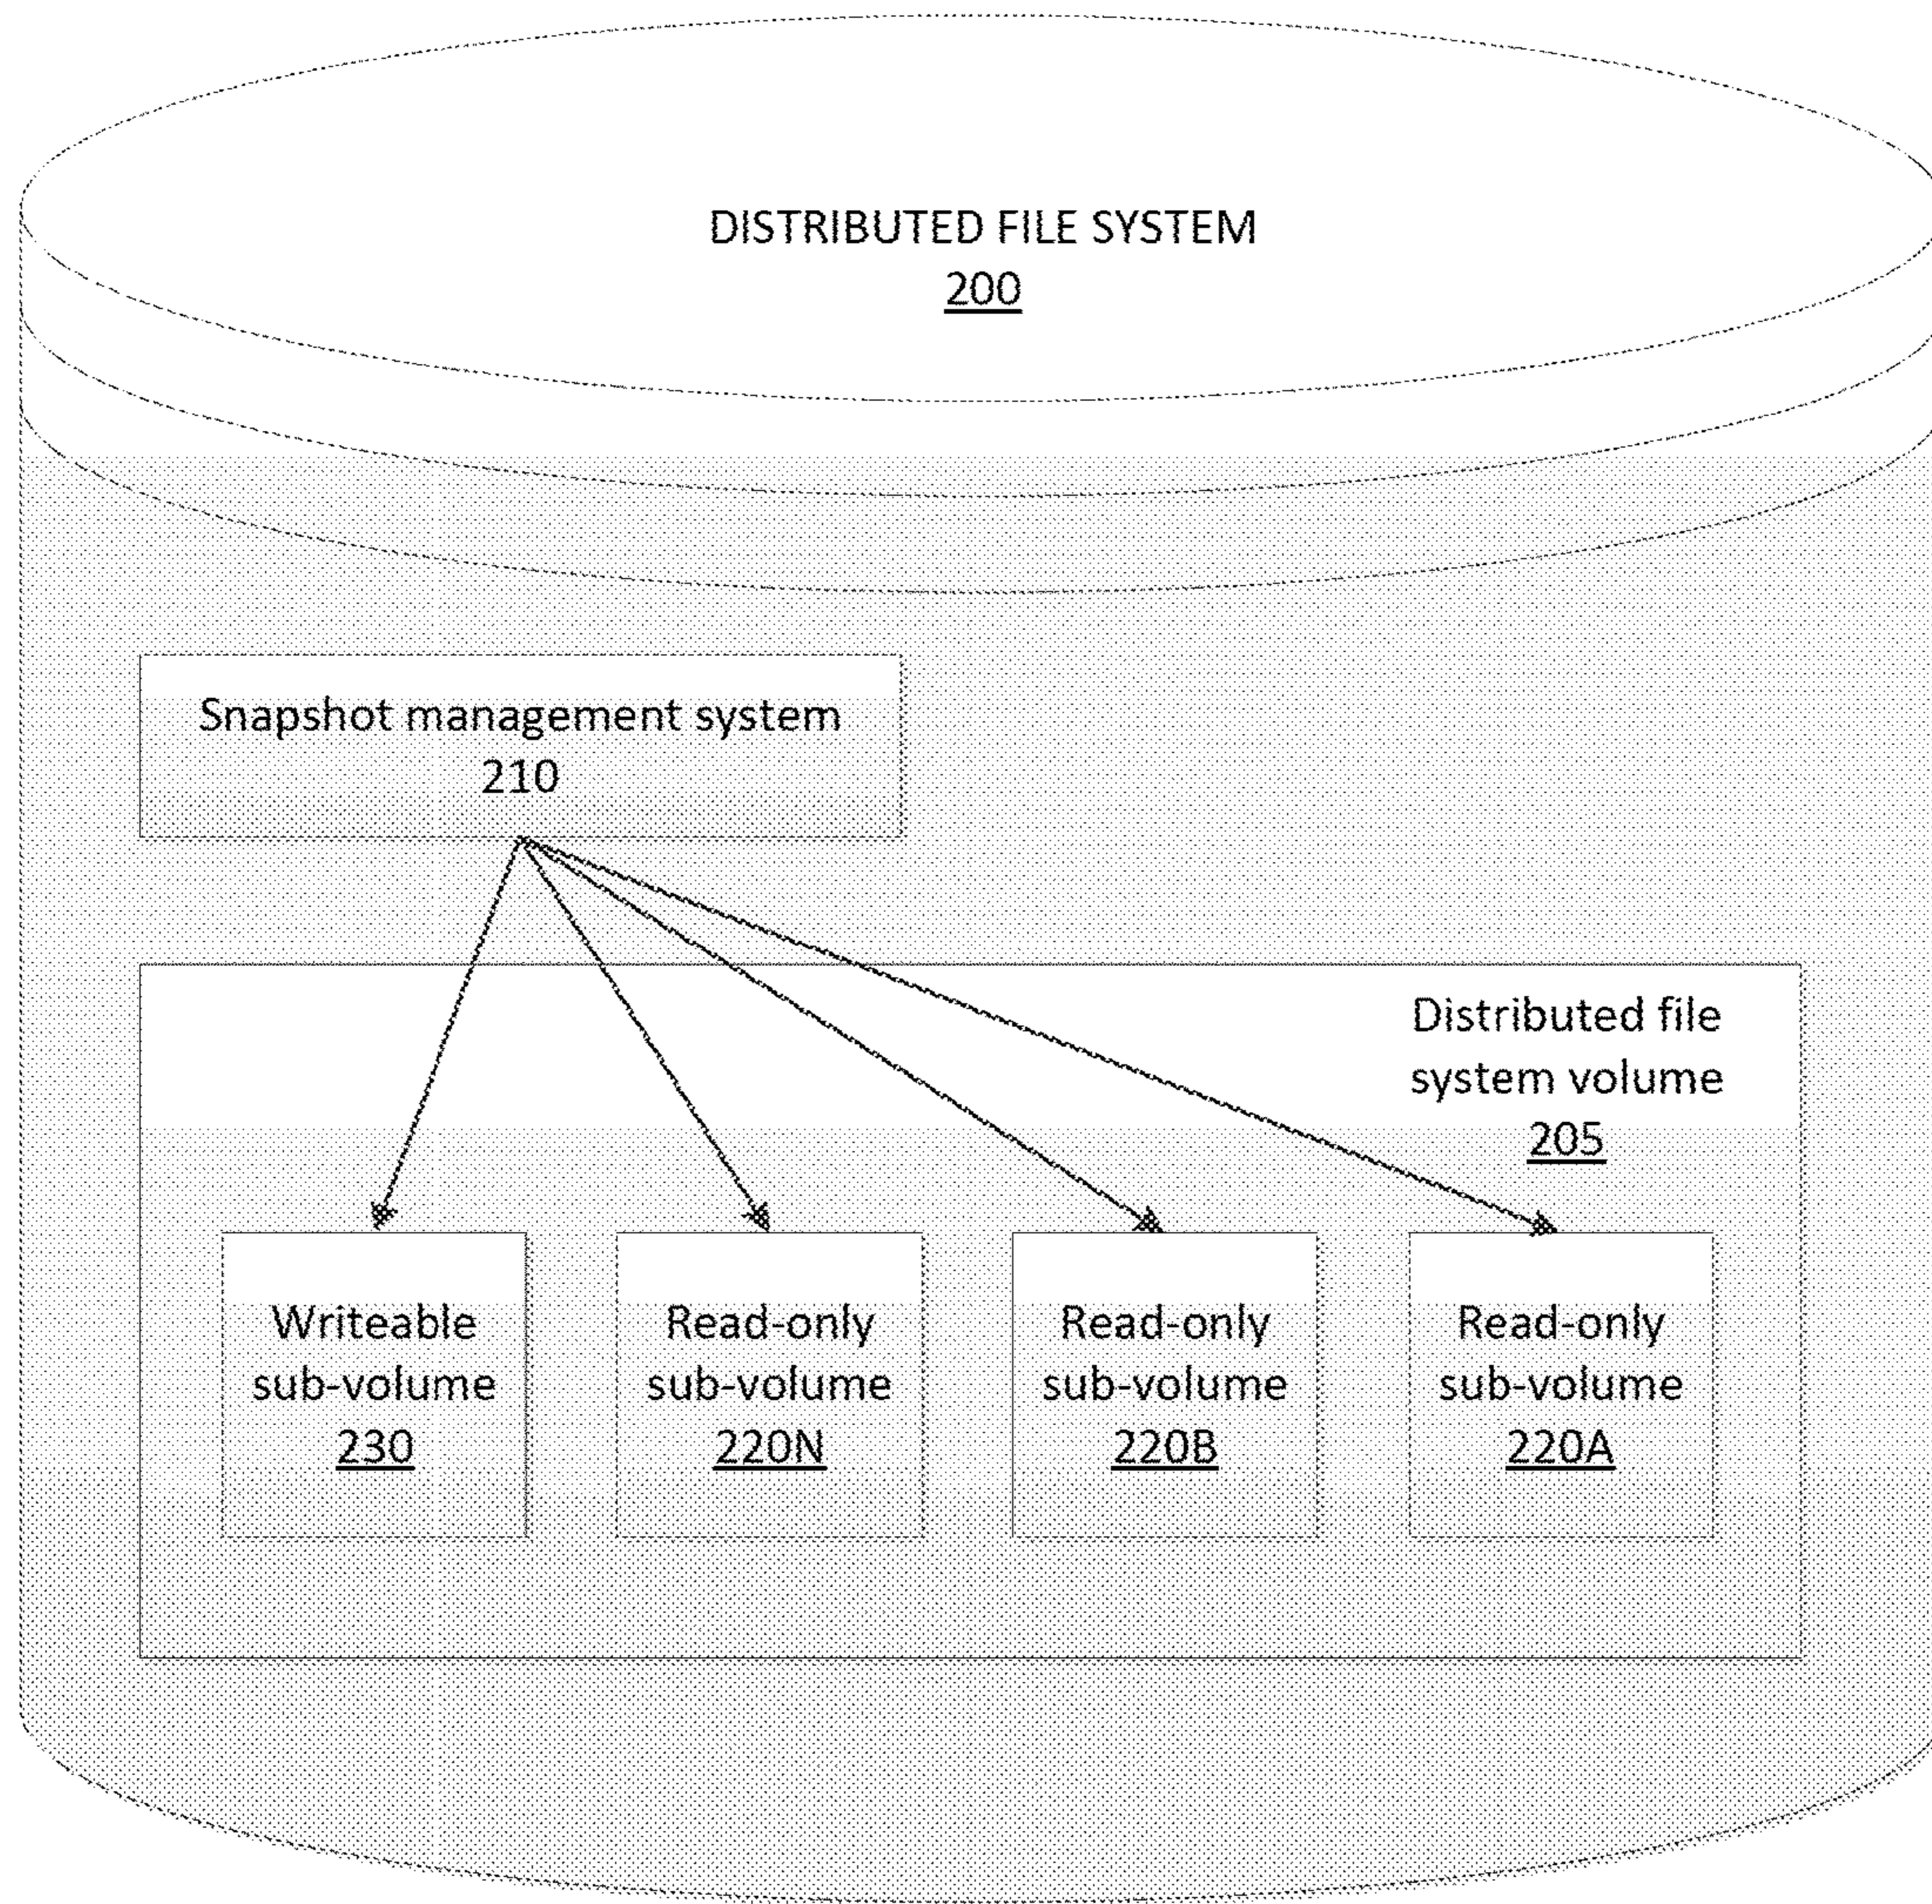 DISTRIBUTED FILE SYSTEM
200
Snapshot management system
210
Distributed file
system volume
205
Writeable
sub-volume
230
Read-only
sub-volume
220N
Read-only
sub-volume
220B
Read-only
sub-volume
220A